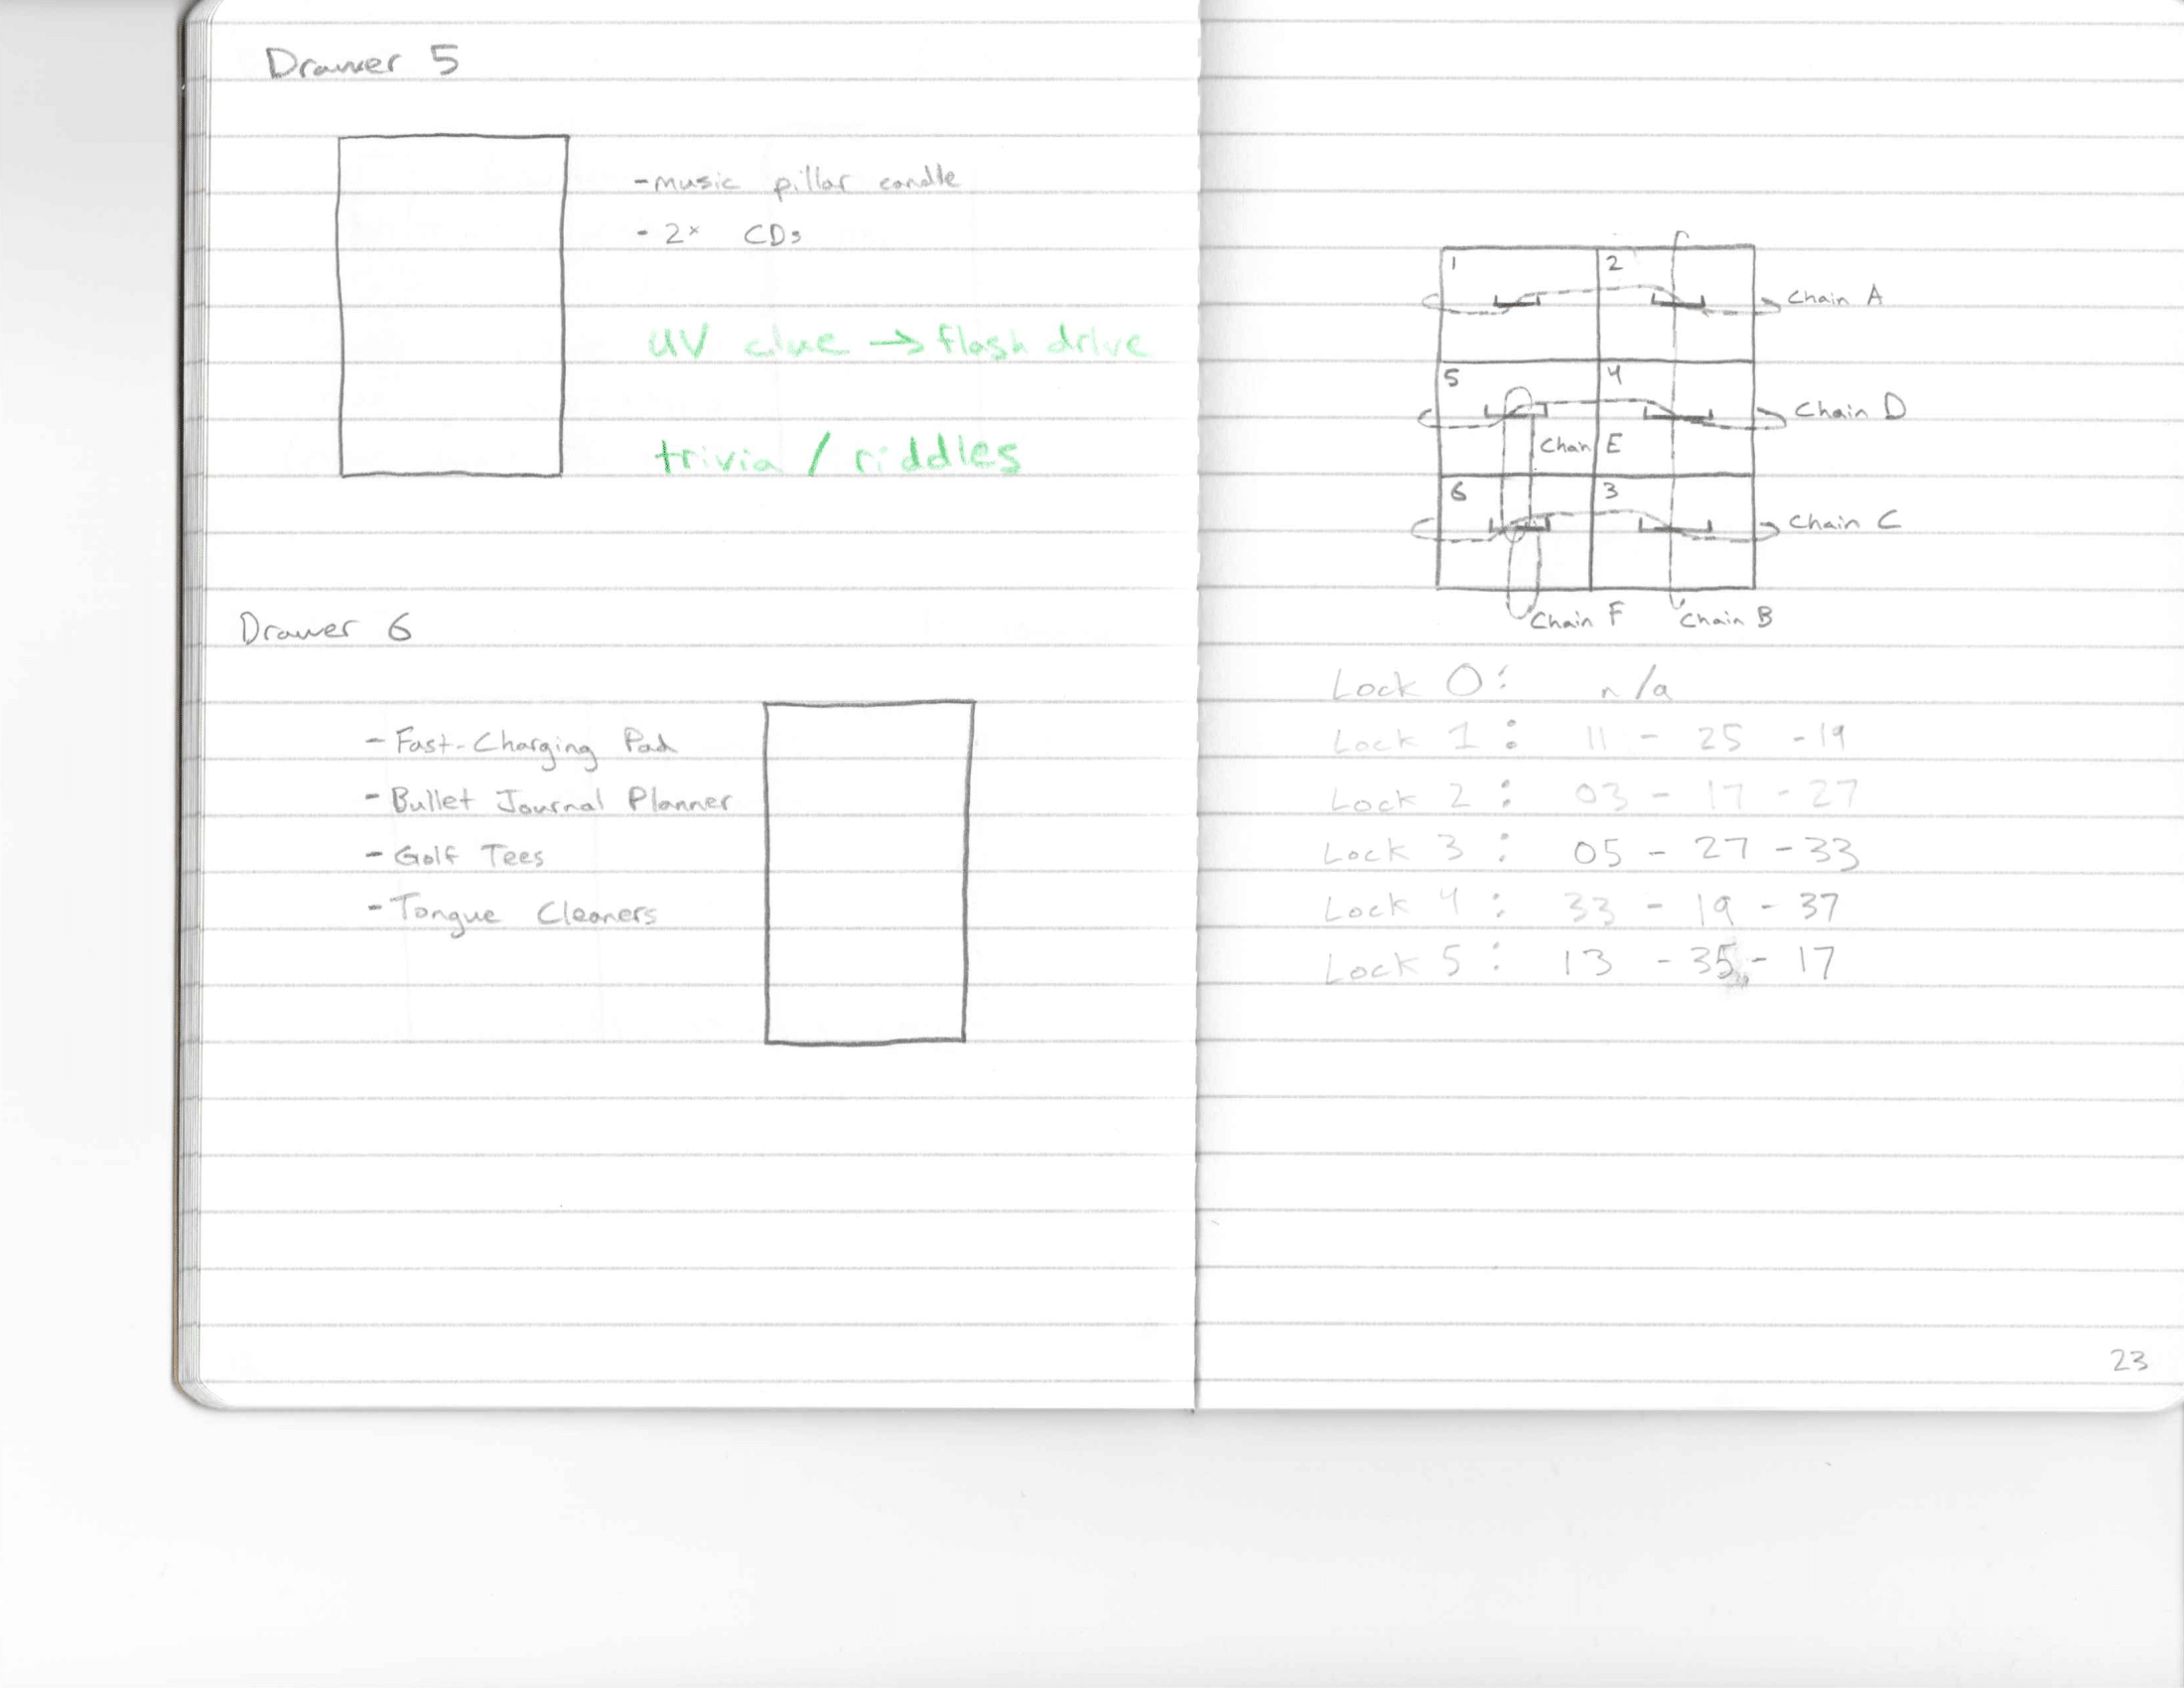 Drawer 5
- music pillar candle
- 2x CDs
UV clue → flash drive
trivia / riddles
Drawer 6
- Fast-Charging Pad
- Bullet Journal Planner
- Golf Tees
- Tongue Cleaners
1 2
Chain A
5 4
Chain D
Chain E
6 3
Chain C
Chain F Chain B
Lock 0: n/a
Lock 1: 11 - 25 - 19
Lock 2: 03 - 17 - 27
Lock 3: 05 - 27 - 33
Lock 4: 33 - 19 - 37
Lock 5: 13 - 35 - 17
23